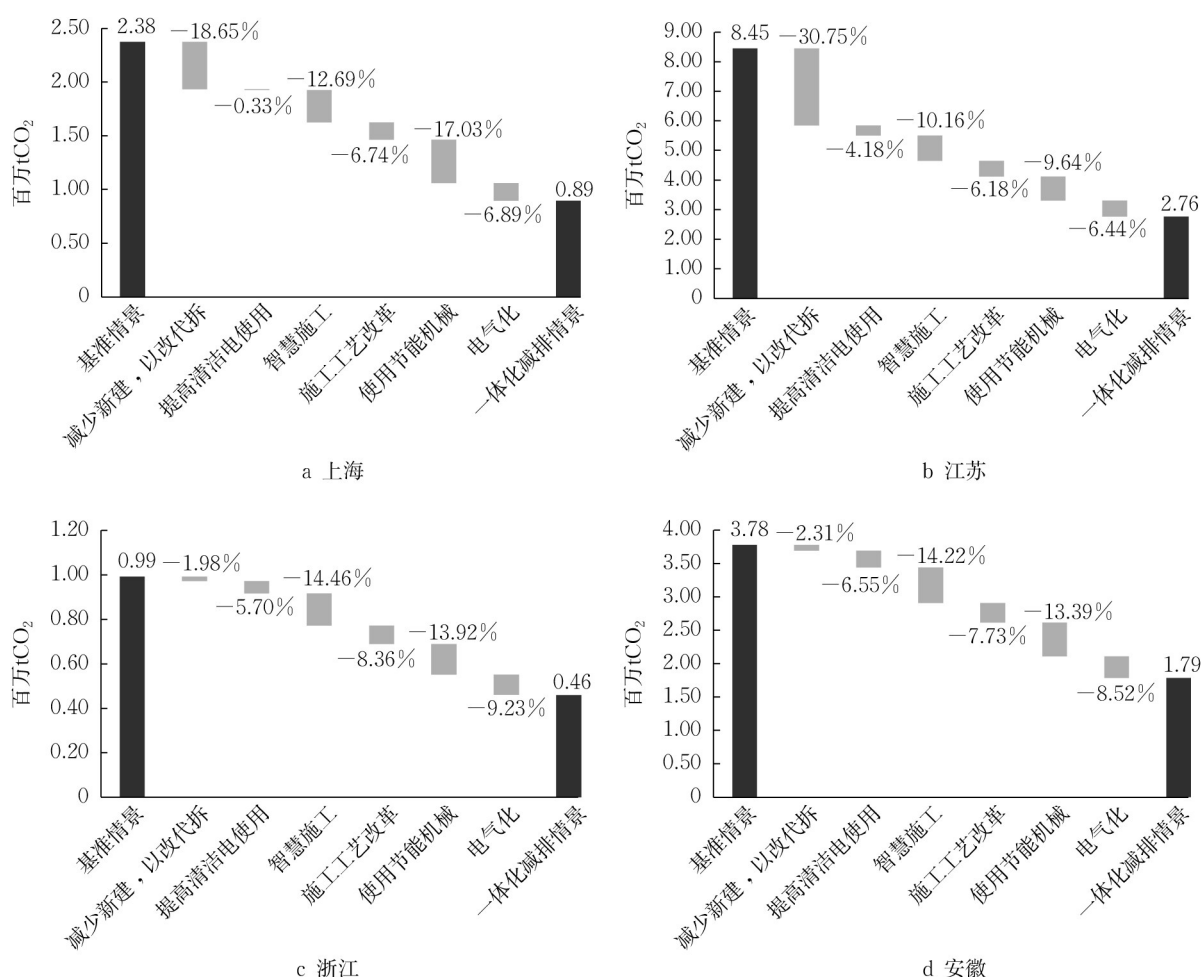 2.50
2.00
1.50
1.00
0.50
0
百万tCO₂
2.38
−18.65%
−0.33%
−12.69%
−6.74%
−17.03%
−6.89%
0.89
基准情景
减少新建，以改代拆
提高清洁电使用
智慧施工
施工工艺改革
使用节能机械
电气化
一体化减排情景
a 上海
9.00
8.00
7.00
6.00
5.00
4.00
3.00
2.00
1.00
0
百万tCO₂
8.45
−30.75%
−4.18%
−10.16%
−6.18%
−9.64%
−6.44%
2.76
基准情景
减少新建，以改代拆
提高清洁电使用
智慧施工
施工工艺改革
使用节能机械
电气化
一体化减排情景
b 江苏
1.20
1.00
0.80
0.60
0.40
0.20
0
百万tCO₂
0.99
−1.98%
−5.70%
−14.46%
−8.36%
−13.92%
−9.23%
0.46
基准情景
减少新建，以改代拆
提高清洁电使用
智慧施工
施工工艺改革
使用节能机械
电气化
一体化减排情景
c 浙江
4.00
3.50
3.00
2.50
2.00
1.50
1.00
0.50
0
百万tCO₂
3.78
−2.31%
−6.55%
−14.22%
−7.73%
−13.39%
−8.52%
1.79
基准情景
减少新建，以改代拆
提高清洁电使用
智慧施工
施工工艺改革
使用节能机械
电气化
一体化减排情景
d 安徽